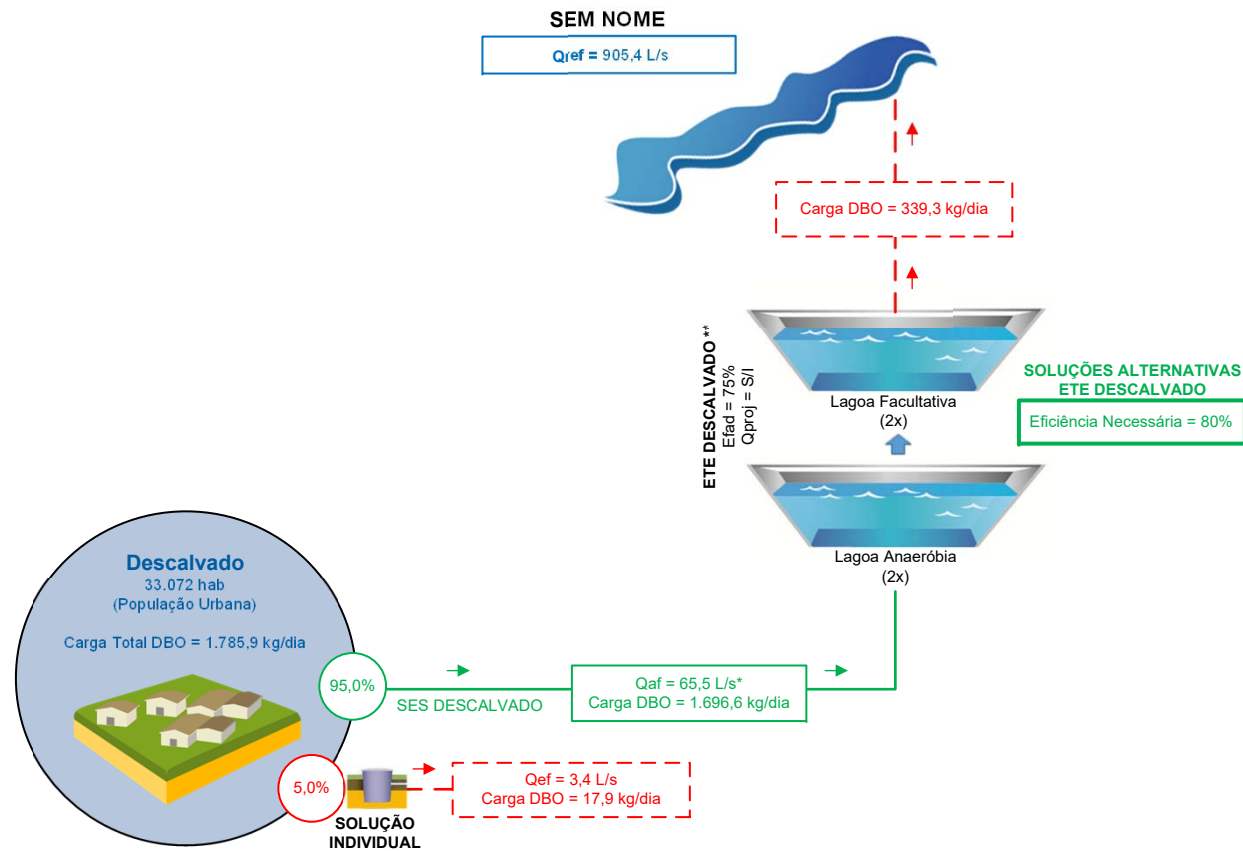 SEM NOME
Qref = 905,4 L/s
Carga DBO = 339,3 kg/dia
ETE DESCALVADO**
Efad = 75%
Qproj = S/I
Lagoa Facultativa
(2x)
SOLUÇÕES ALTERNATIVAS
ETE DESCALVADO
Eficiência Necessária = 80%
Lagoa Anaeróbia
(2x)
Descalvado
33.072 hab
(População Urbana)
Carga Total DBO = 1.785,9 kg/dia
95,0%
SES DESCALVADO
Qaf = 65,5 L/s*
Carga DBO = 1.696,6 kg/dia
5,0%
SOLUÇÃO
INDIVIDUAL
Qef = 3,4 L/s
Carga DBO = 17,9 kg/dia